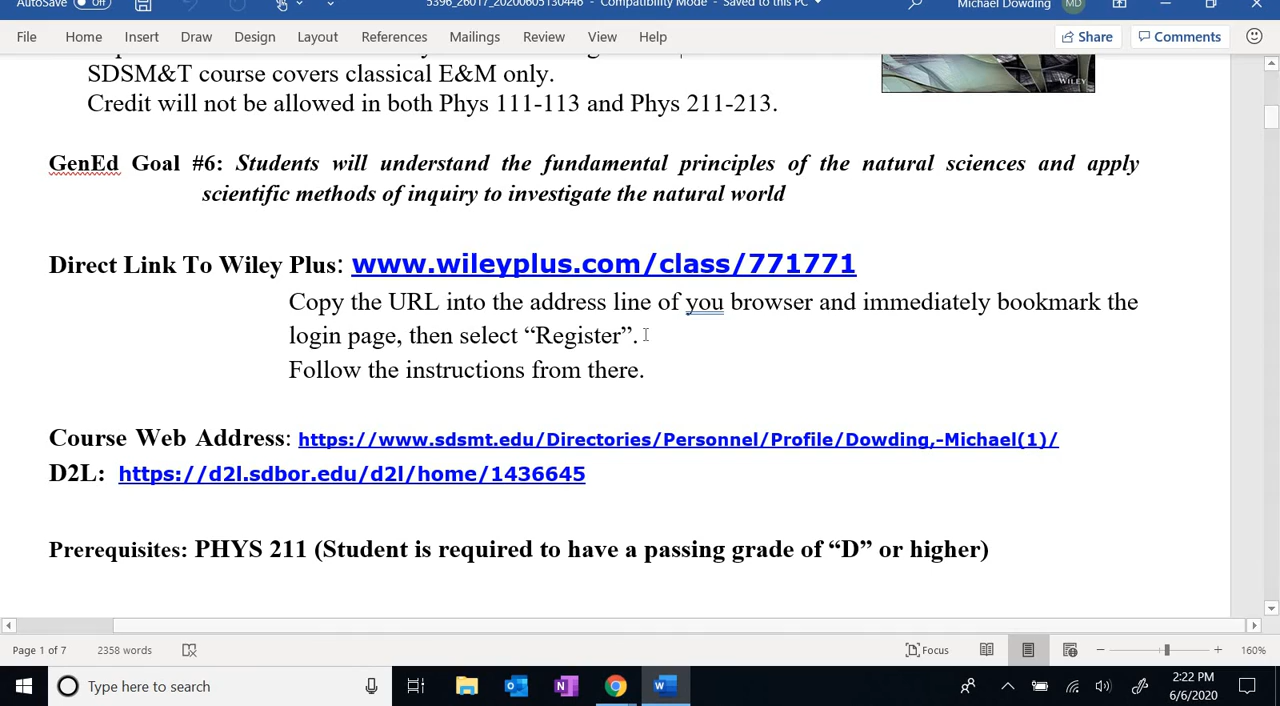 AutoSave Off 5396_26017_20200605130446 - Compatibility Mode - Saved to this PC Michael Dowding MD
File Home Insert Draw Design Layout References Mailings Review View Help Share Comments
SDSM&T course covers classical E&M only.
WILEY
Credit will not be allowed in both Phys 111-113 and Phys 211-213.
GenEd Goal #6: Students will understand the fundamental principles of the natural sciences and apply
scientific methods of inquiry to investigate the natural world
Direct Link To Wiley Plus: www.wileyplus.com/class/771771
Copy the URL into the address line of you browser and immediately bookmark the
login page, then select “Register”.
Follow the instructions from there.
Course Web Address: https://www.sdsmt.edu/Directories/Personnel/Profile/Dowding,-Michael(1)/
D2L: https://d2l.sdbor.edu/d2l/home/1436645
Prerequisites: PHYS 211 (Student is required to have a passing grade of “D” or higher)
Page 1 of 7 2358 words Focus 160%
Type here to search 2:22 PM
6/6/2020